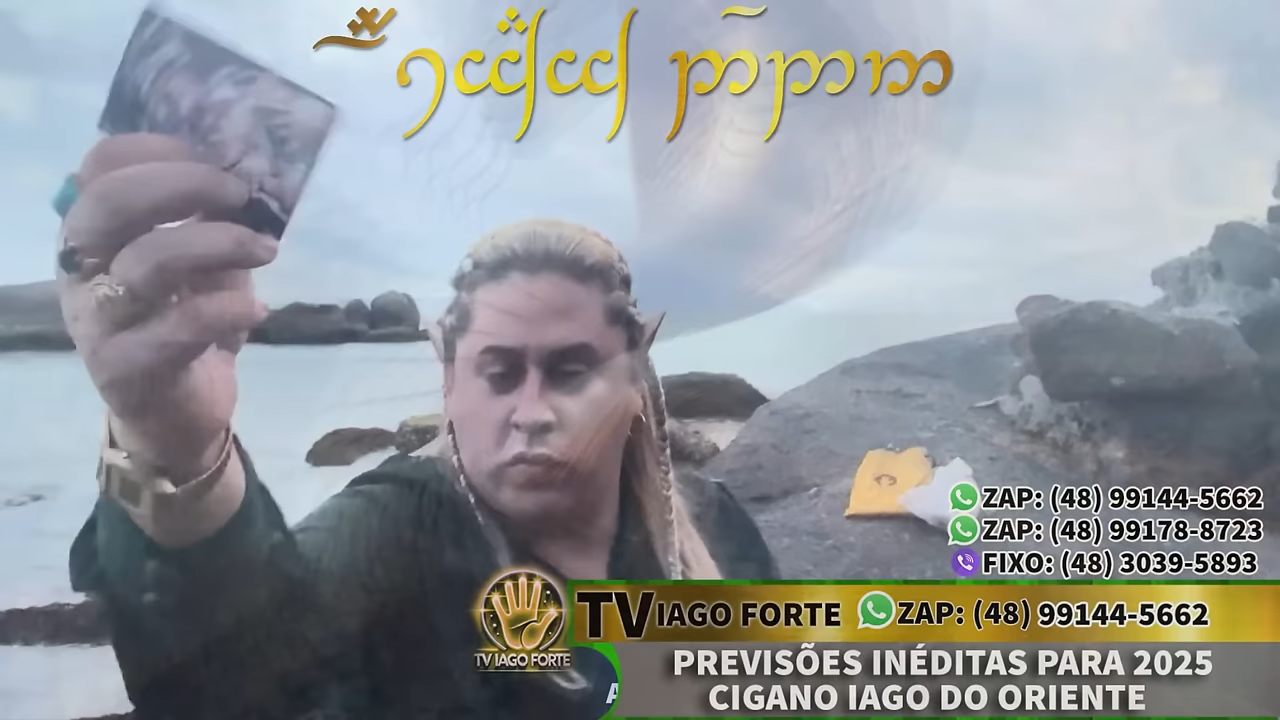 ZAP: (48) 99144-5662
ZAP: (48) 99178-8723
FIXO: (48) 3039-5893
TV IAGO FORTE ZAP: (48) 99144-5662
TV IAGO FORTE
PREVISÕES INÉDITAS PARA 2025
CIGANO IAGO DO ORIENTE